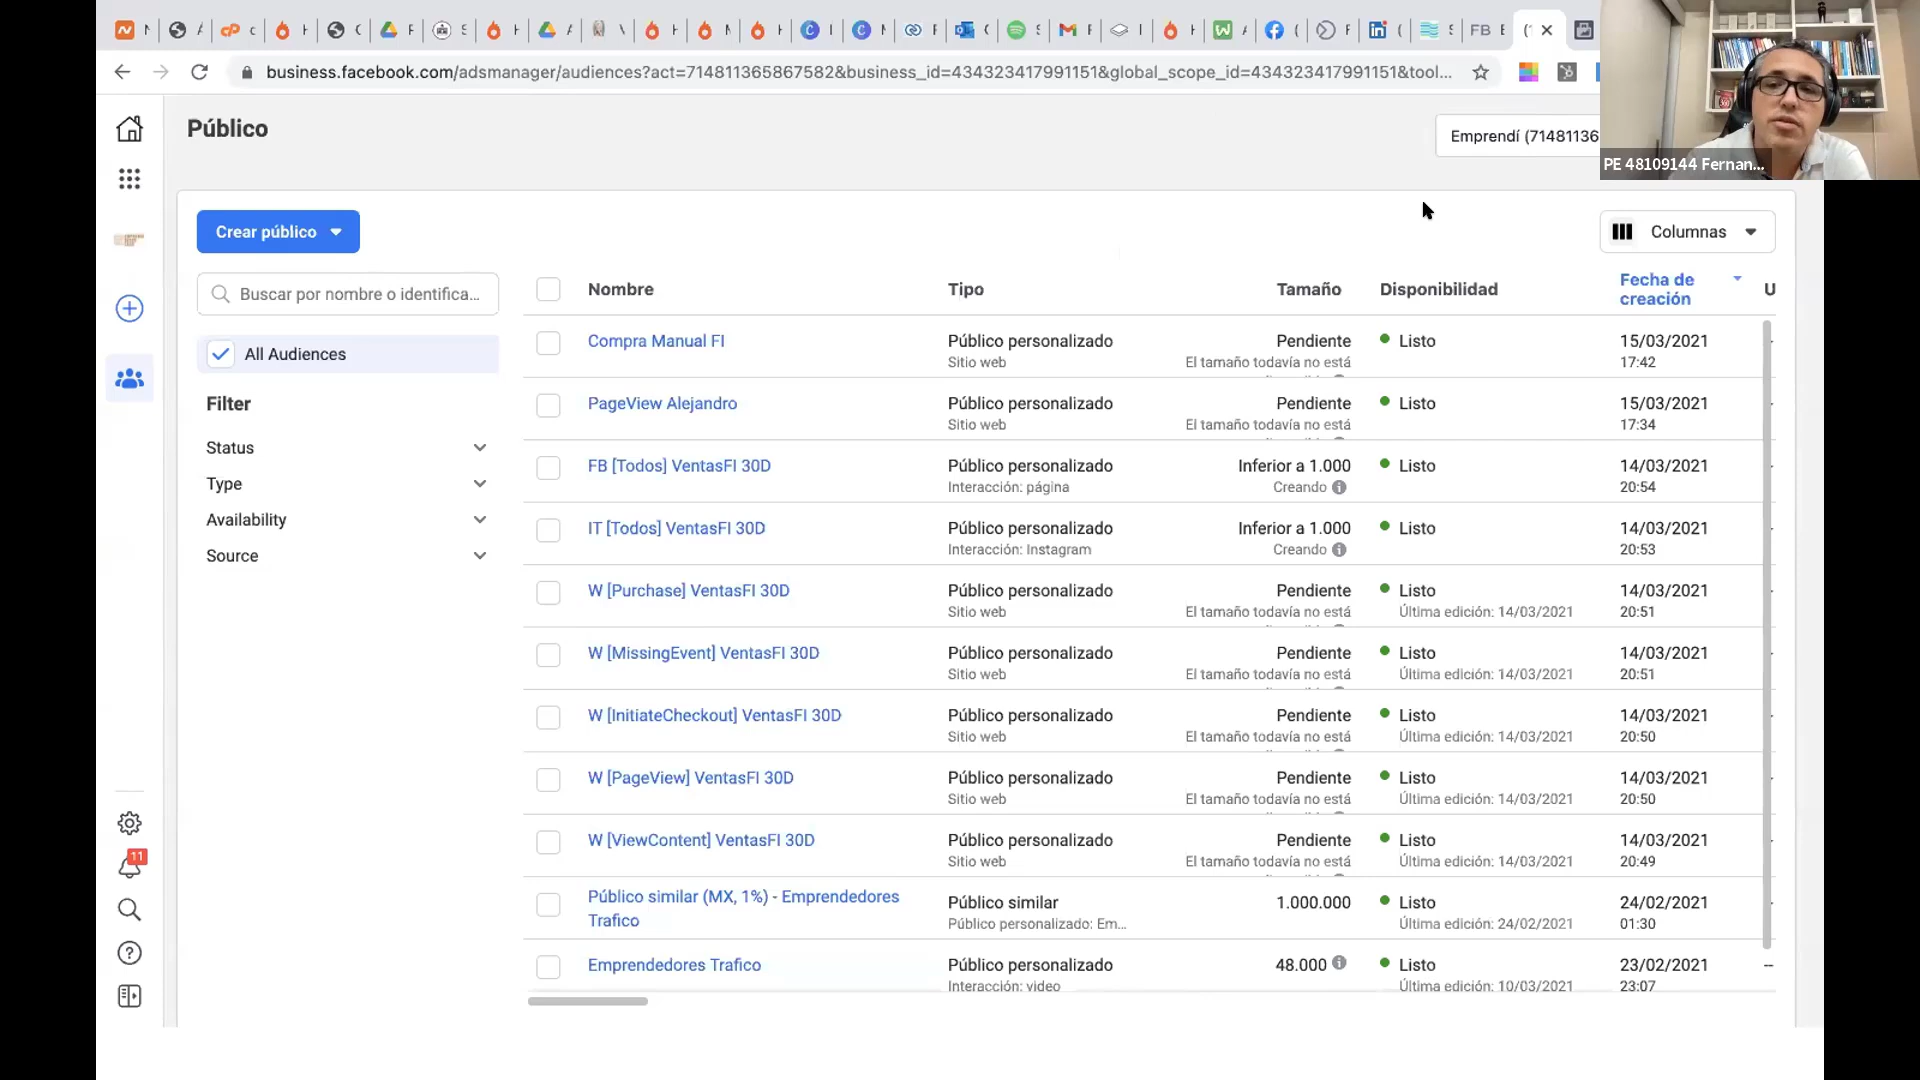 business.facebook.com/adsmanager/audiences?act=714811365867582&business_id=434323417991151&global_scope_id=434323417991151&tool...
PE 48109144 Fernan...
Público
Emprendí (71481136
Crear público
Columnas
Buscar por nombre o identifica...
All Audiences
Filter
Status
Type
Availability
Source
11
Nombre Tipo Tamaño Disponibilidad Fecha de creación U
Compra Manual FI Público personalizado Pendiente Listo 15/03/2021
Sitio web El tamaño todavía no está 17:42
PageView Alejandro Público personalizado Pendiente Listo 15/03/2021
Sitio web El tamaño todavía no está 17:34
FB [Todos] VentasFI 30D Público personalizado Inferior a 1.000 Listo 14/03/2021
Interacción: página Creando 20:54
IT [Todos] VentasFI 30D Público personalizado Inferior a 1.000 Listo 14/03/2021
Interacción: Instagram Creando 20:53
W [Purchase] VentasFI 30D Público personalizado Pendiente Listo 14/03/2021
Sitio web El tamaño todavía no está Última edición: 14/03/2021 20:51
W [MissingEvent] VentasFI 30D Público personalizado Pendiente Listo 14/03/2021
Sitio web El tamaño todavía no está Última edición: 14/03/2021 20:51
W [InitiateCheckout] VentasFI 30D Público personalizado Pendiente Listo 14/03/2021
Sitio web El tamaño todavía no está Última edición: 14/03/2021 20:50
W [PageView] VentasFI 30D Público personalizado Pendiente Listo 14/03/2021
Sitio web El tamaño todavía no está Última edición: 14/03/2021 20:50
W [ViewContent] VentasFI 30D Público personalizado Pendiente Listo 14/03/2021
Sitio web El tamaño todavía no está Última edición: 14/03/2021 20:49
Público similar (MX, 1%) - Emprendedores Trafico Público similar 1.000.000 Listo 24/02/2021
Público personalizado: Em... Última edición: 24/02/2021 01:30
Emprendedores Trafico Público personalizado 48.000 Listo 23/02/2021 --
Interacción: video Última edición: 10/03/2021 23:07